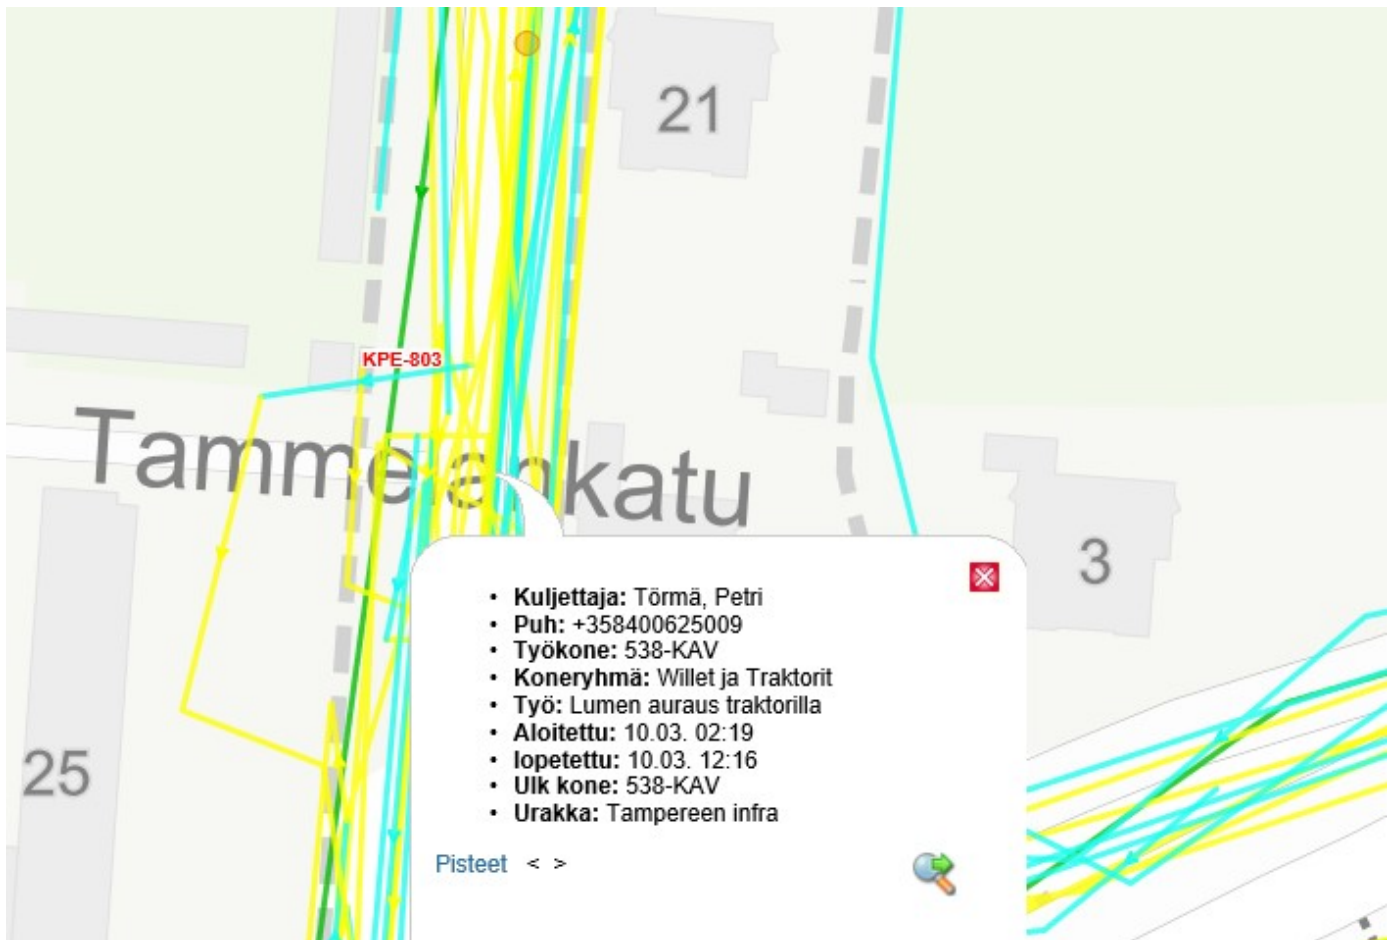 21
KPE-803
Tammelankatu
3
• Kuljettaja: Törmä, Petri
• Puh: +358400625009
• Työkone: 538-KAV
• Koneryhmä: Willet ja Traktorit
• Työ: Lumen auraus traktorilla
• Aloitettu: 10.03. 02:19
• lopetettu: 10.03. 12:16
• Ulk kone: 538-KAV
• Urakka: Tampereen infra
25
Pisteet < >